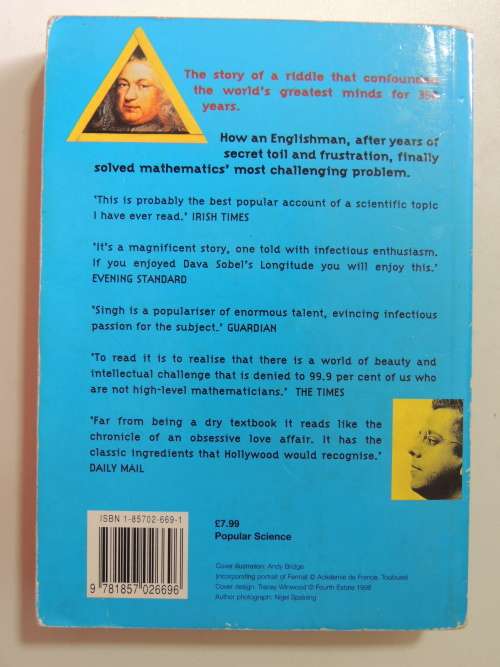 The story of a riddle that confounded
the world's greatest minds for 350
years.
How an Englishman, after years of
secret toil and frustration, finally
solved mathematics' most challenging problem.
'This is probably the best popular account of a scientific topic
I have ever read.' IRISH TIMES
'It's a magnificent story, one told with infectious enthusiasm.
If you enjoyed Dava Sobel's Longitude you will enjoy this.'
EVENING STANDARD
'Singh is a populariser of enormous talent, evincing infectious
passion for the subject.' GUARDIAN
'To read it is to realise that there is a world of beauty and
intellectual challenge that is denied to 99.9 per cent of us who
are not high-level mathematicians.' THE TIMES
'Far from being a dry textbook it reads like the
chronicle of an obsessive love affair. It has the
classic ingredients that Hollywood would recognise.'
DAILY MAIL
ISBN 1-85702-669-1
9 781857 026696
£7.99
Popular Science
Cover illustration: Andy Bridge
Incorporating portrait of Fermat © Académie de France, Toulouse
Cover design: Tracey Winwood © Fourth Estate 1998
Author photograph: Nigel Spalding